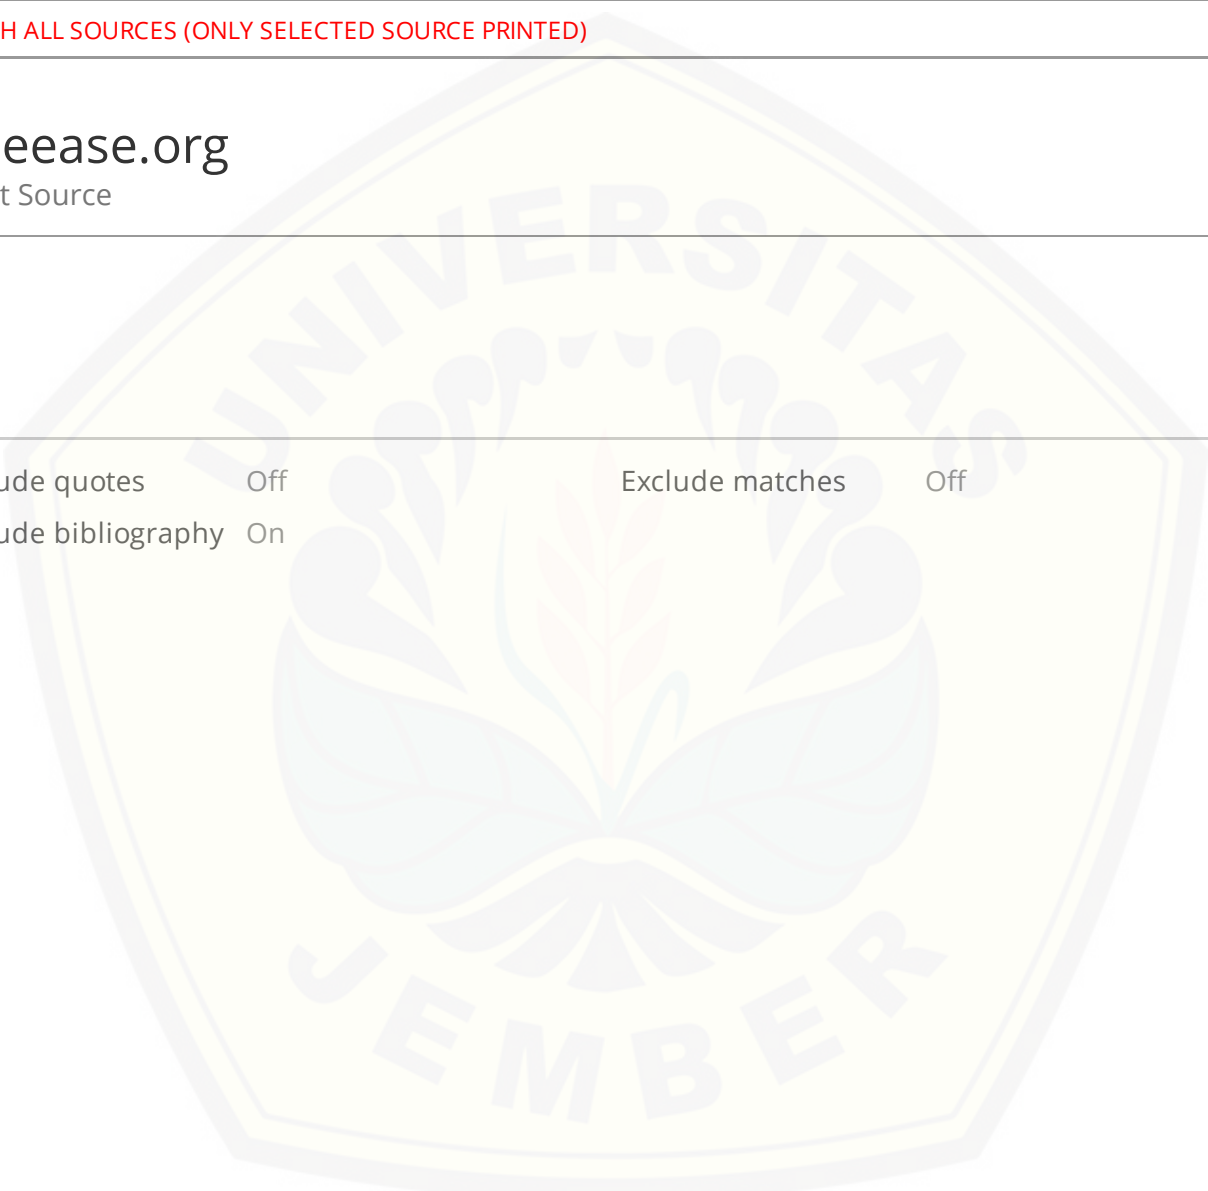 H ALL SOURCES (ONLY SELECTED SOURCE PRINTED)
eease.org
t Source
UNIVERSITAS
ude quotes Off Exclude matches Off
ude bibliography On
JEMBER